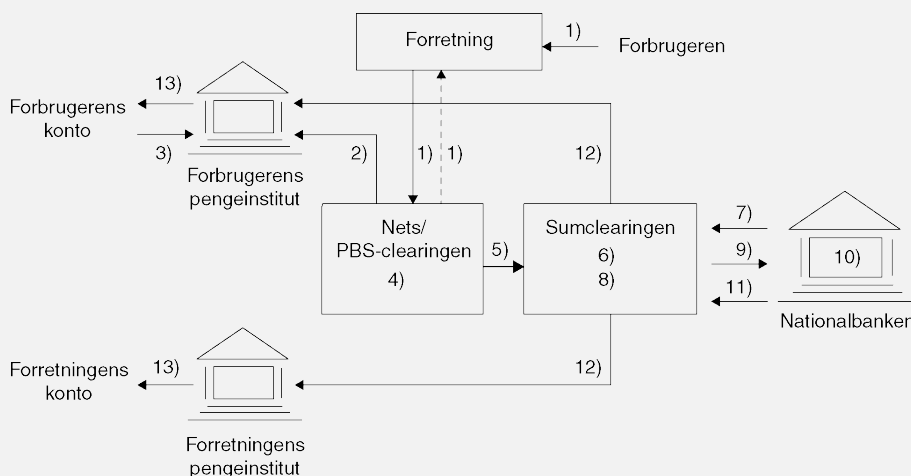 Forretning
1)
Forbrugeren
13)
Forbrugerens
konto
3)
Forbrugerens
pengeinstitut
2)
1)
1)
12)
Nets/
PBS-clearingen
4)
5)
Sumclearingen
6)
8)
7)
9)
11)
10)
Nationalbanken
Forretningens
konto
13)
12)
Forretningens
pengeinstitut